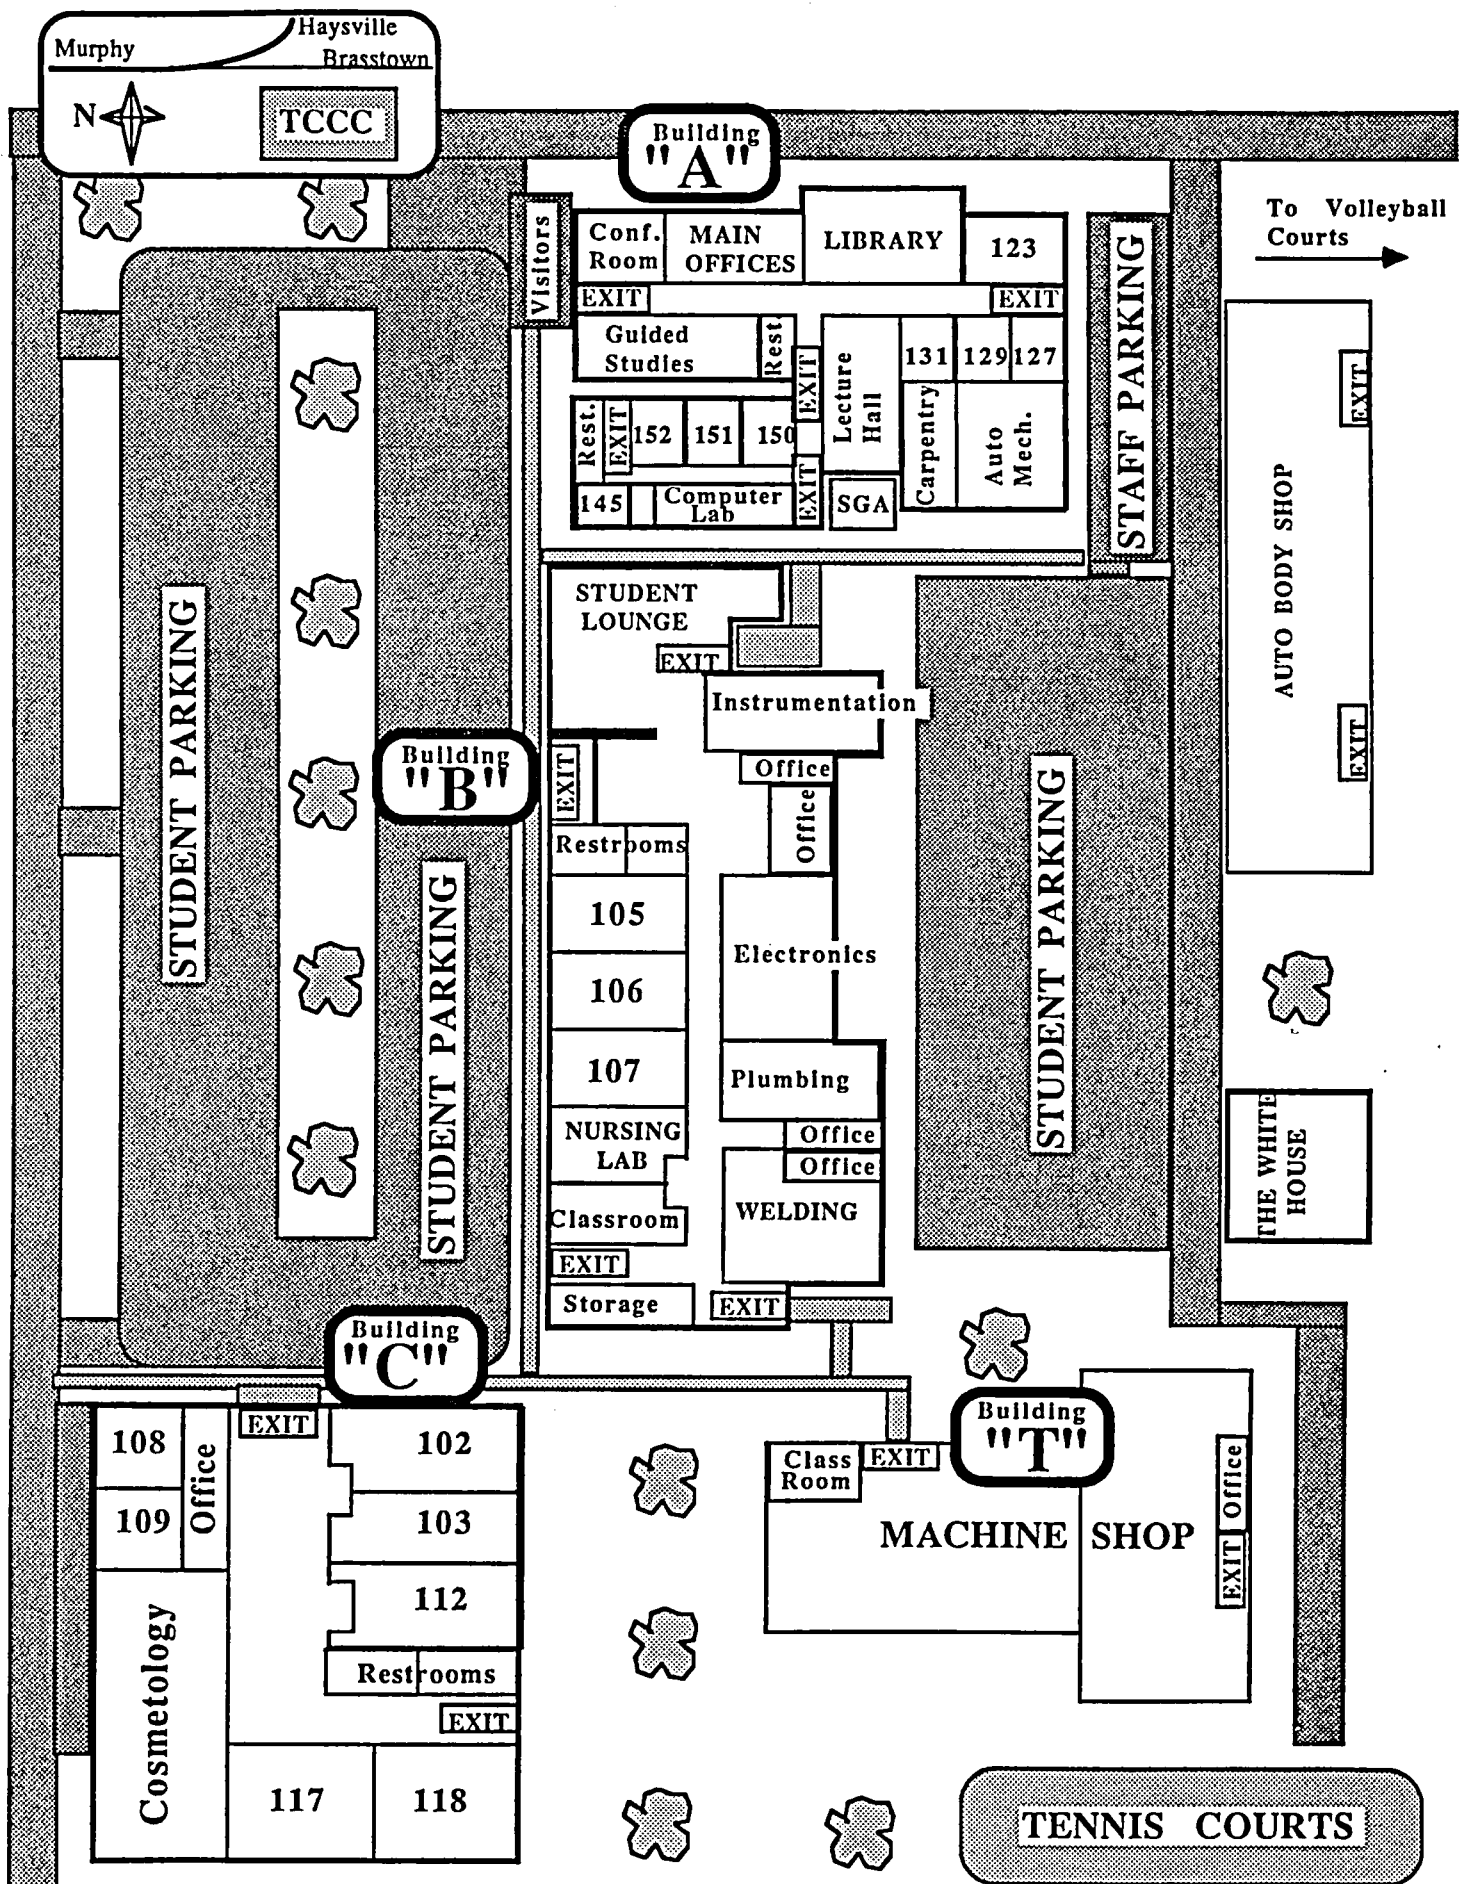 Murphy
Haysville
Brasstown
N
TCCC
Building
"A"
To Volleyball
Courts
Visitors
Conf.
Room
MAIN
OFFICES
LIBRARY
123
EXIT
EXIT
STAFF PARKING
Guided
Studies
Rest.
EXIT
Lecture
Hall
131
129
127
Rest.
EXIT
152
151
150
EXIT
Carpentry
Auto
Mech.
145
Computer
Lab
SGA
EXIT
AUTO BODY SHOP
EXIT
STUDENT
LOUNGE
EXIT
Instrumentation
STUDENT PARKING
Building
"B"
EXIT
Office
Office
STUDENT PARKING
Restrooms
105
Electronics
106
107
Plumbing
STUDENT PARKING
NURSING
LAB
Office
Office
Classroom
WELDING
THE WHITE
HOUSE
EXIT
Storage
EXIT
Building
"C"
108
Office
EXIT
102
109
103
112
Restrooms
EXIT
Cosmetology
117
118
Building
"T"
Class
Room
EXIT
Office
MACHINE SHOP
EXIT
TENNIS COURTS